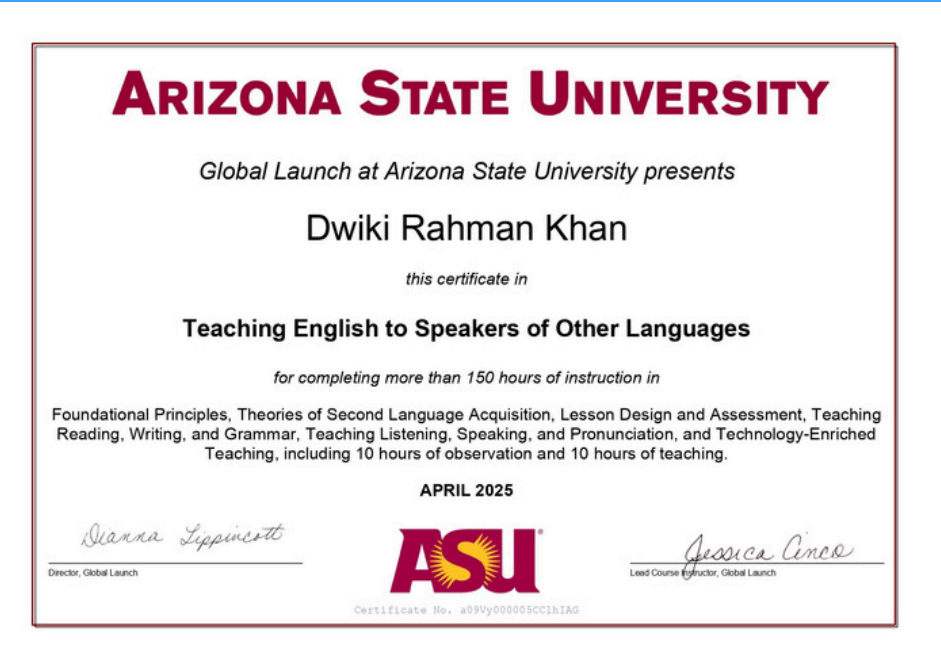 ARIZONA STATE UNIVERSITY
Global Launch at Arizona State University presents
Dwiki Rahman Khan
this certificate in
Teaching English to Speakers of Other Languages
for completing more than 150 hours of instruction in
Foundational Principles, Theories of Second Language Acquisition, Lesson Design and Assessment, Teaching
Reading, Writing, and Grammar, Teaching Listening, Speaking, and Pronunciation, and Technology-Enriched
Teaching, including 10 hours of observation and 10 hours of teaching.
APRIL 2025
Dianna Lippincott
Director, Global Launch
ASU
Jessica Cinco
Lead Course Instructor, Global Launch
Certificate No. a09Vy000005CClhIAG